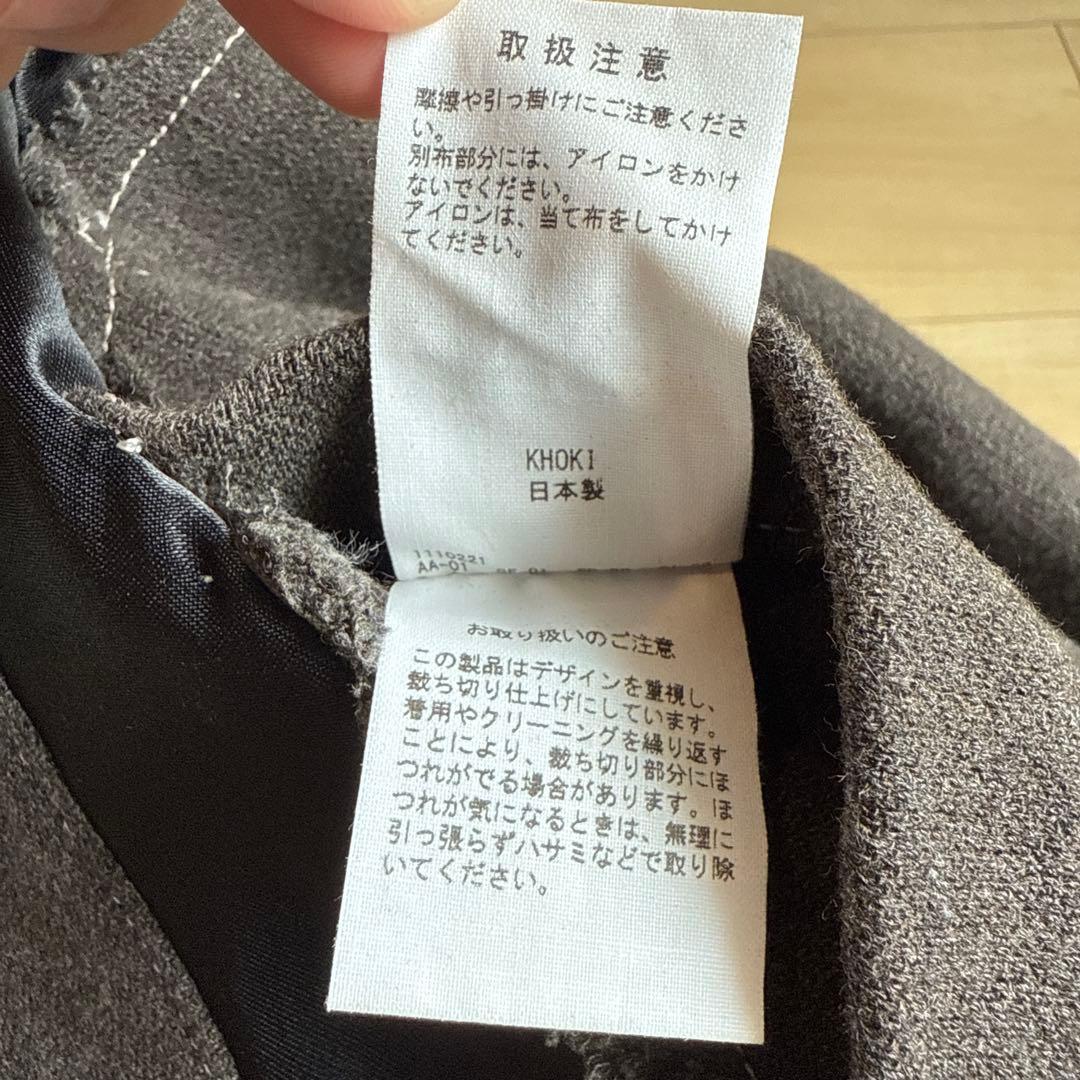 取扱注意
摩擦や引っ掛けにご注意くださ
い。
別布部分には、アイロンをかけ
ないでください。
アイロンは、当て布をしてかけ
てください。
KHOKI
日本製
1110221
AA-01
お取り扱いのご注意
この製品はデザインを重視し、
裁ち切り仕上げにしています。
着用やクリーニングを繰り返す
ことにより、裁ち切り部分にほ
つれがでる場合があります。ほ
つれが気になるときは、無理に
引っ張らずハサミなどで取り除
いてください。